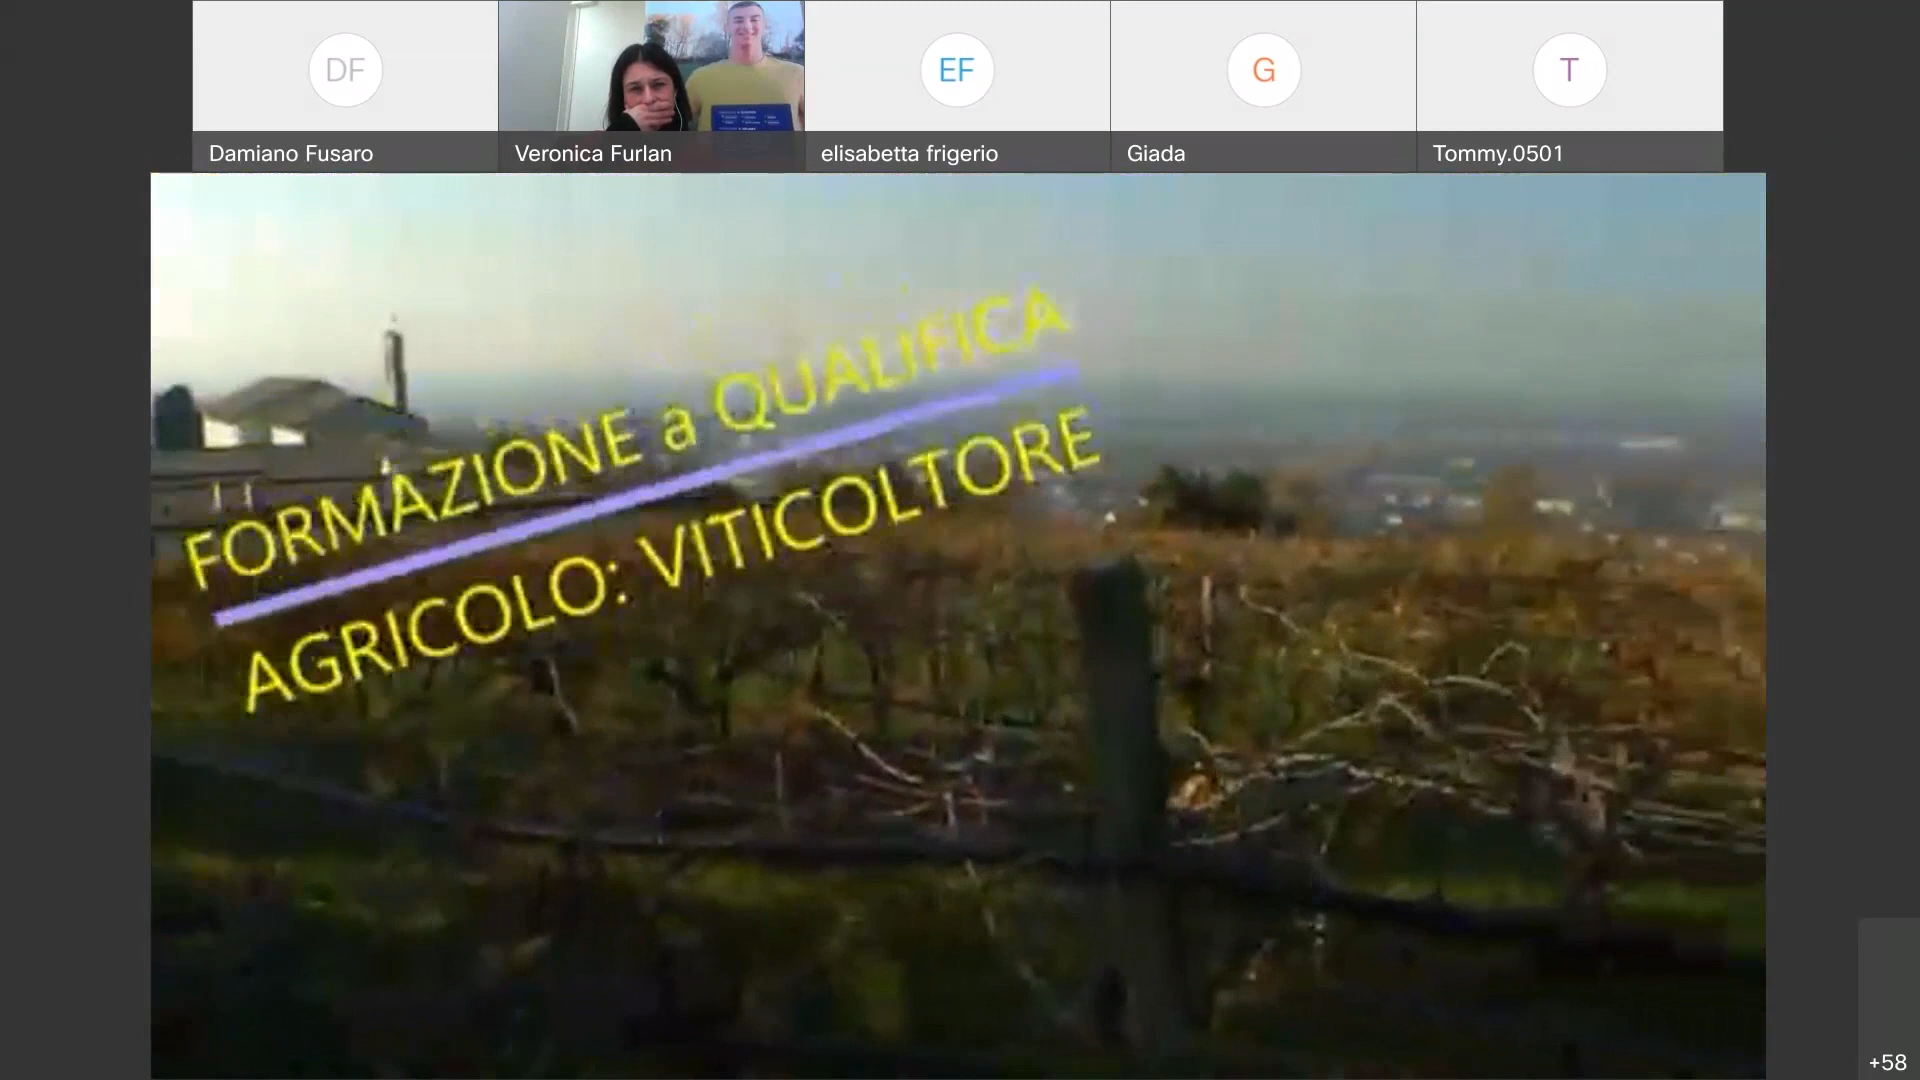 DF
EF
G
T
Damiano Fusaro
Veronica Furlan
elisabetta frigerio
Giada
Tommy.0501
FORMAZIONE a QUALIFICA
AGRICOLO: VITICOLTORE
+58